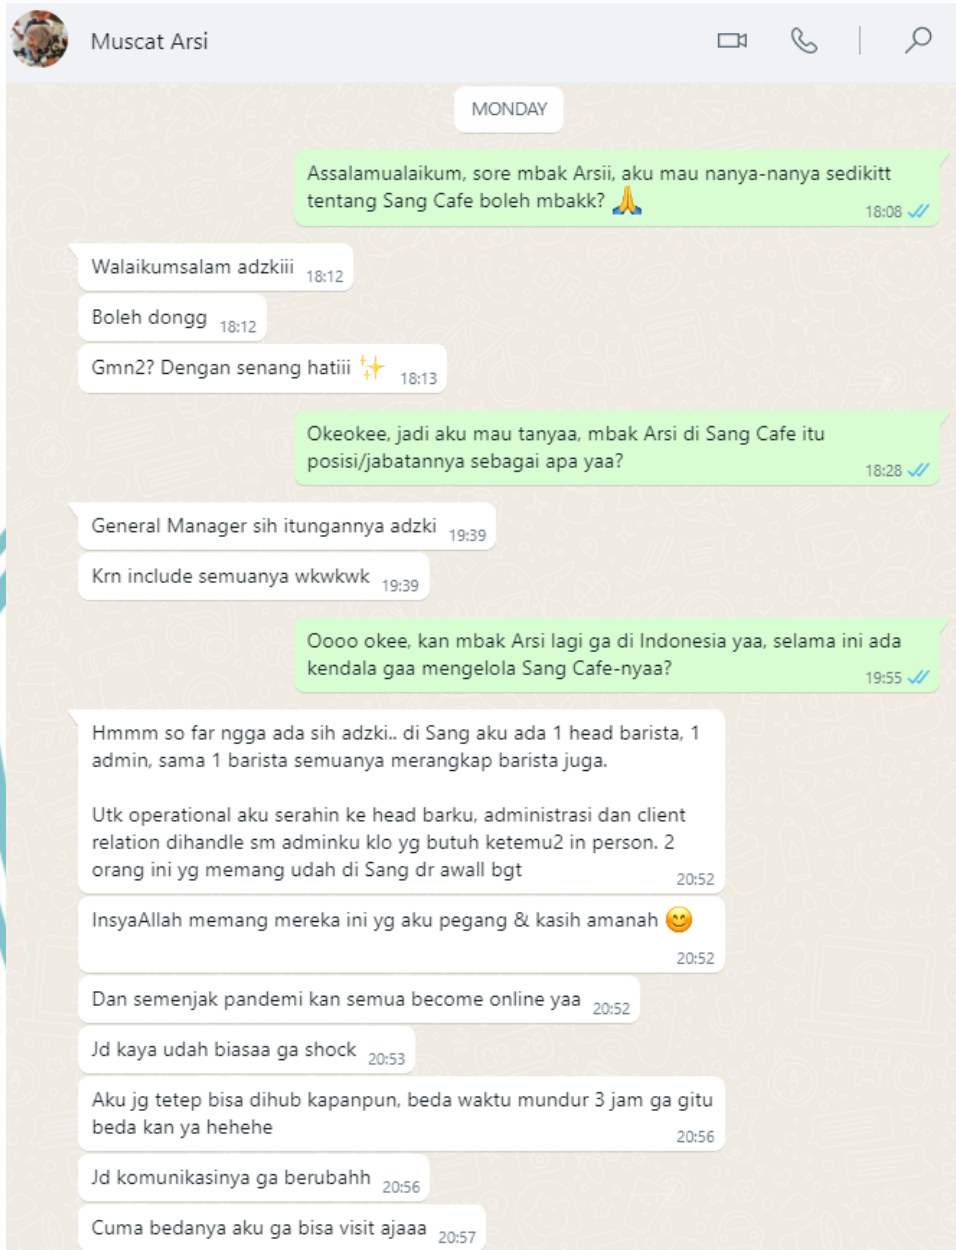 Muscat Arsi
MONDAY
Assalamualaikum, sore mbak Arsii, aku mau nanya-nanya sedikitt
tentang Sang Cafe boleh mbakk? 🙏
18:08
Walaikumsalam adzkiii 18:12
Boleh dongg 18:12
Gmn2? Dengan senang hatiii ✨ 18:13
Okeokee, jadi aku mau tanyaa, mbak Arsi di Sang Cafe itu
posisi/jabatannya sebagai apa yaa?
18:28
General Manager sih itungannya adzki 19:39
Krn include semuanya wkwkwk 19:39
Oooo okee, kan mbak Arsi lagi ga di Indonesia yaa, selama ini ada
kendala gaa mengelola Sang Cafe-nyaa?
19:55
Hmmm so far ngga ada sih adzki.. di Sang aku ada 1 head barista, 1
admin, sama 1 barista semuanya merangkap barista juga.
Utk operational aku serahin ke head barku, administrasi dan client
relation dihandle sm adminku klo yg butuh ketemu2 in person. 2
orang ini yg memang udah di Sang dr awall bgt
20:52
InsyaAllah memang mereka ini yg aku pegang & kasih amanah 😊
20:52
Dan semenjak pandemi kan semua become online yaa 20:52
Jd kaya udah biasaa ga shock 20:53
Aku jg tetep bisa dihub kapanpun, beda waktu mundur 3 jam ga gitu
beda kan ya hehehe
20:56
Jd komunikasinya ga berubahh 20:56
Cuma bedanya aku ga bisa visit ajaaa 20:57